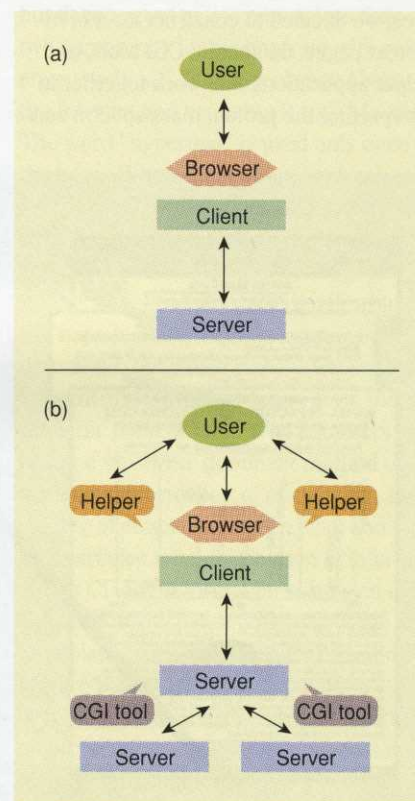 (a)
User
Browser
Client
Server
(b)
User
Helper
Helper
Browser
Client
Server
CGI tool
CGI tool
Server
Server